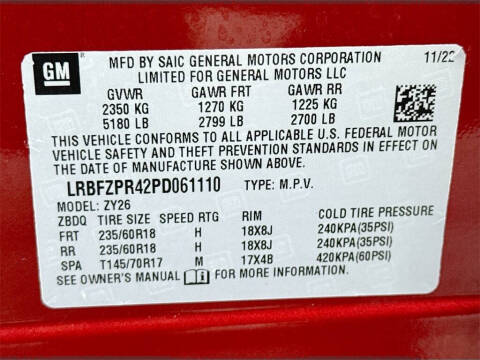 GM
MFD BY SAIC GENERAL MOTORS CORPORATION 11/22
LIMITED FOR GENERAL MOTORS LLC
GVWR GAWR FRT GAWR RR
2350 KG 1270 KG 1225 KG
5180 LB 2799 LB 2700 LB
THIS VEHICLE CONFORMS TO ALL APPLICABLE U.S. FEDERAL MOTOR
VEHICLE SAFETY AND THEFT PREVENTION STANDARDS IN EFFECT ON
THE DATE OF MANUFACTURE SHOWN ABOVE.
LRBFZPR42PD061110 TYPE: M.P.V.
MODEL: ZY26
ZBDQ TIRE SIZE SPEED RTG RIM COLD TIRE PRESSURE
FRT 235/60R18 H 18X8J 240KPA(35PSI)
RR 235/60R18 H 18X8J 240KPA(35PSI)
SPA T145/70R17 M 17X4B 420KPA(60PSI)
SEE OWNER'S MANUAL FOR MORE INFORMATION.